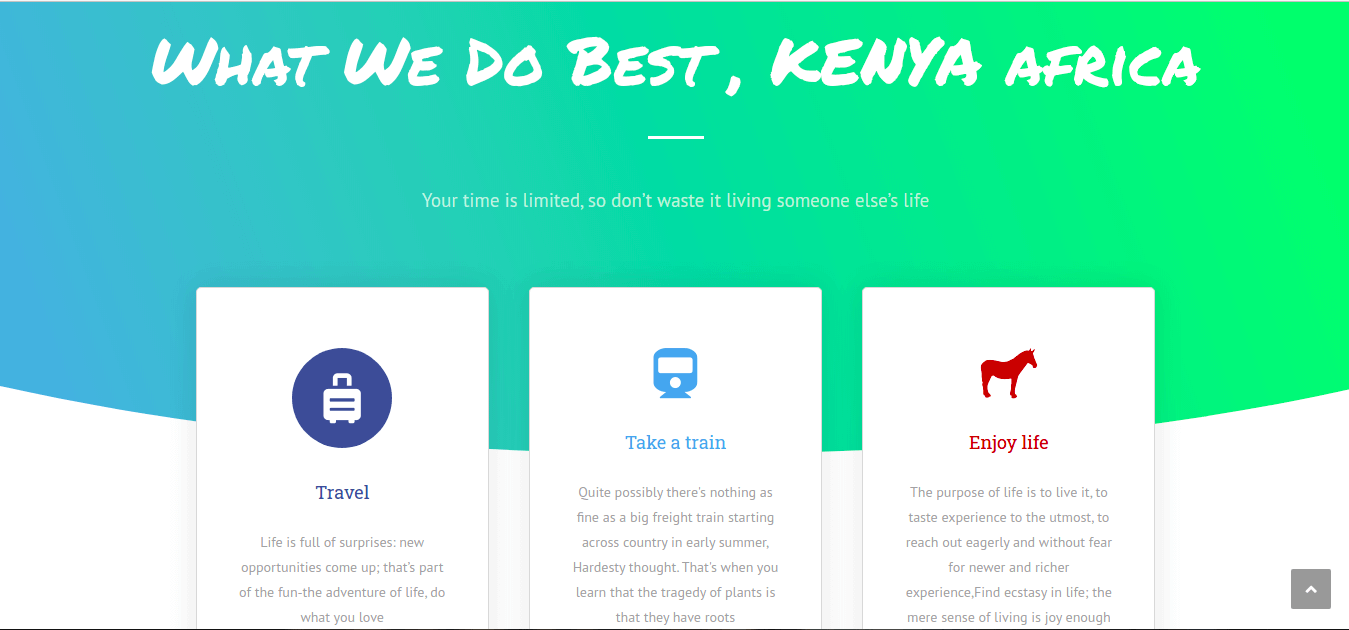 What We Do Best , KENYA africa
Your time is limited, so don't waste it living someone else's life
Travel
Life is full of surprises: new
opportunities come up; that's part
of the fun-the adventure of life, do
what you love
Take a train
Quite possibly there's nothing as
fine as a big freight train starting
across country in early summer,
Hardesty thought. That's when you
learn that the tragedy of plants is
that they have roots
Enjoy life
The purpose of life is to live it, to
taste experience to the utmost, to
reach out eagerly and without fear
for newer and richer
experience,Find ecstasy in life; the
mere sense of living is joy enough